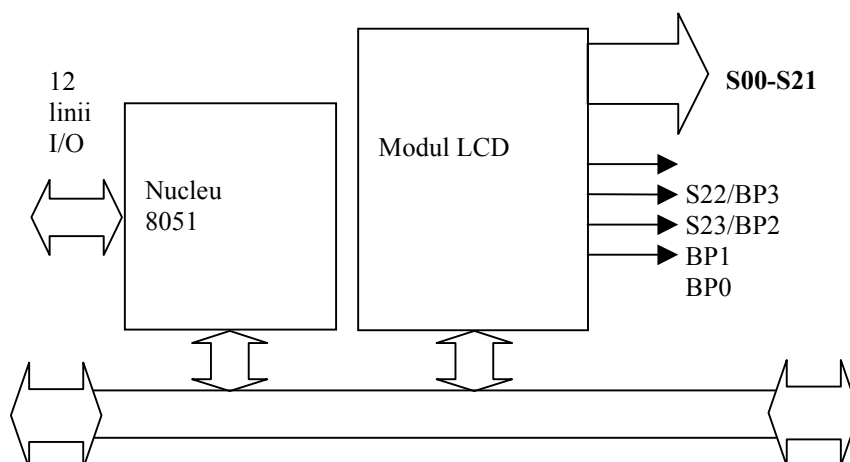 12
linii
I/O
Nucleu
8051
Modul LCD
S00-S21
S22/BP3
S23/BP2
BP1
BP0